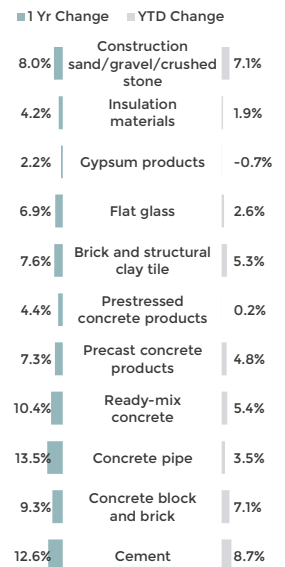 1 Yr Change YTD Change
Construction
8.0% sand/gravel/crushed 7.1%
stone
4.2% Insulation 1.9%
materials
2.2% Gypsum products -0.7%
6.9% Flat glass 2.6%
7.6% Brick and structural 5.3%
clay tile
4.4% Prestressed 0.2%
concrete products
7.3% Precast concrete 4.8%
products
10.4% Ready-mix 5.4%
concrete
13.5% Concrete pipe 3.5%
9.3% Concrete block 7.1%
and brick
12.6% Cement 8.7%